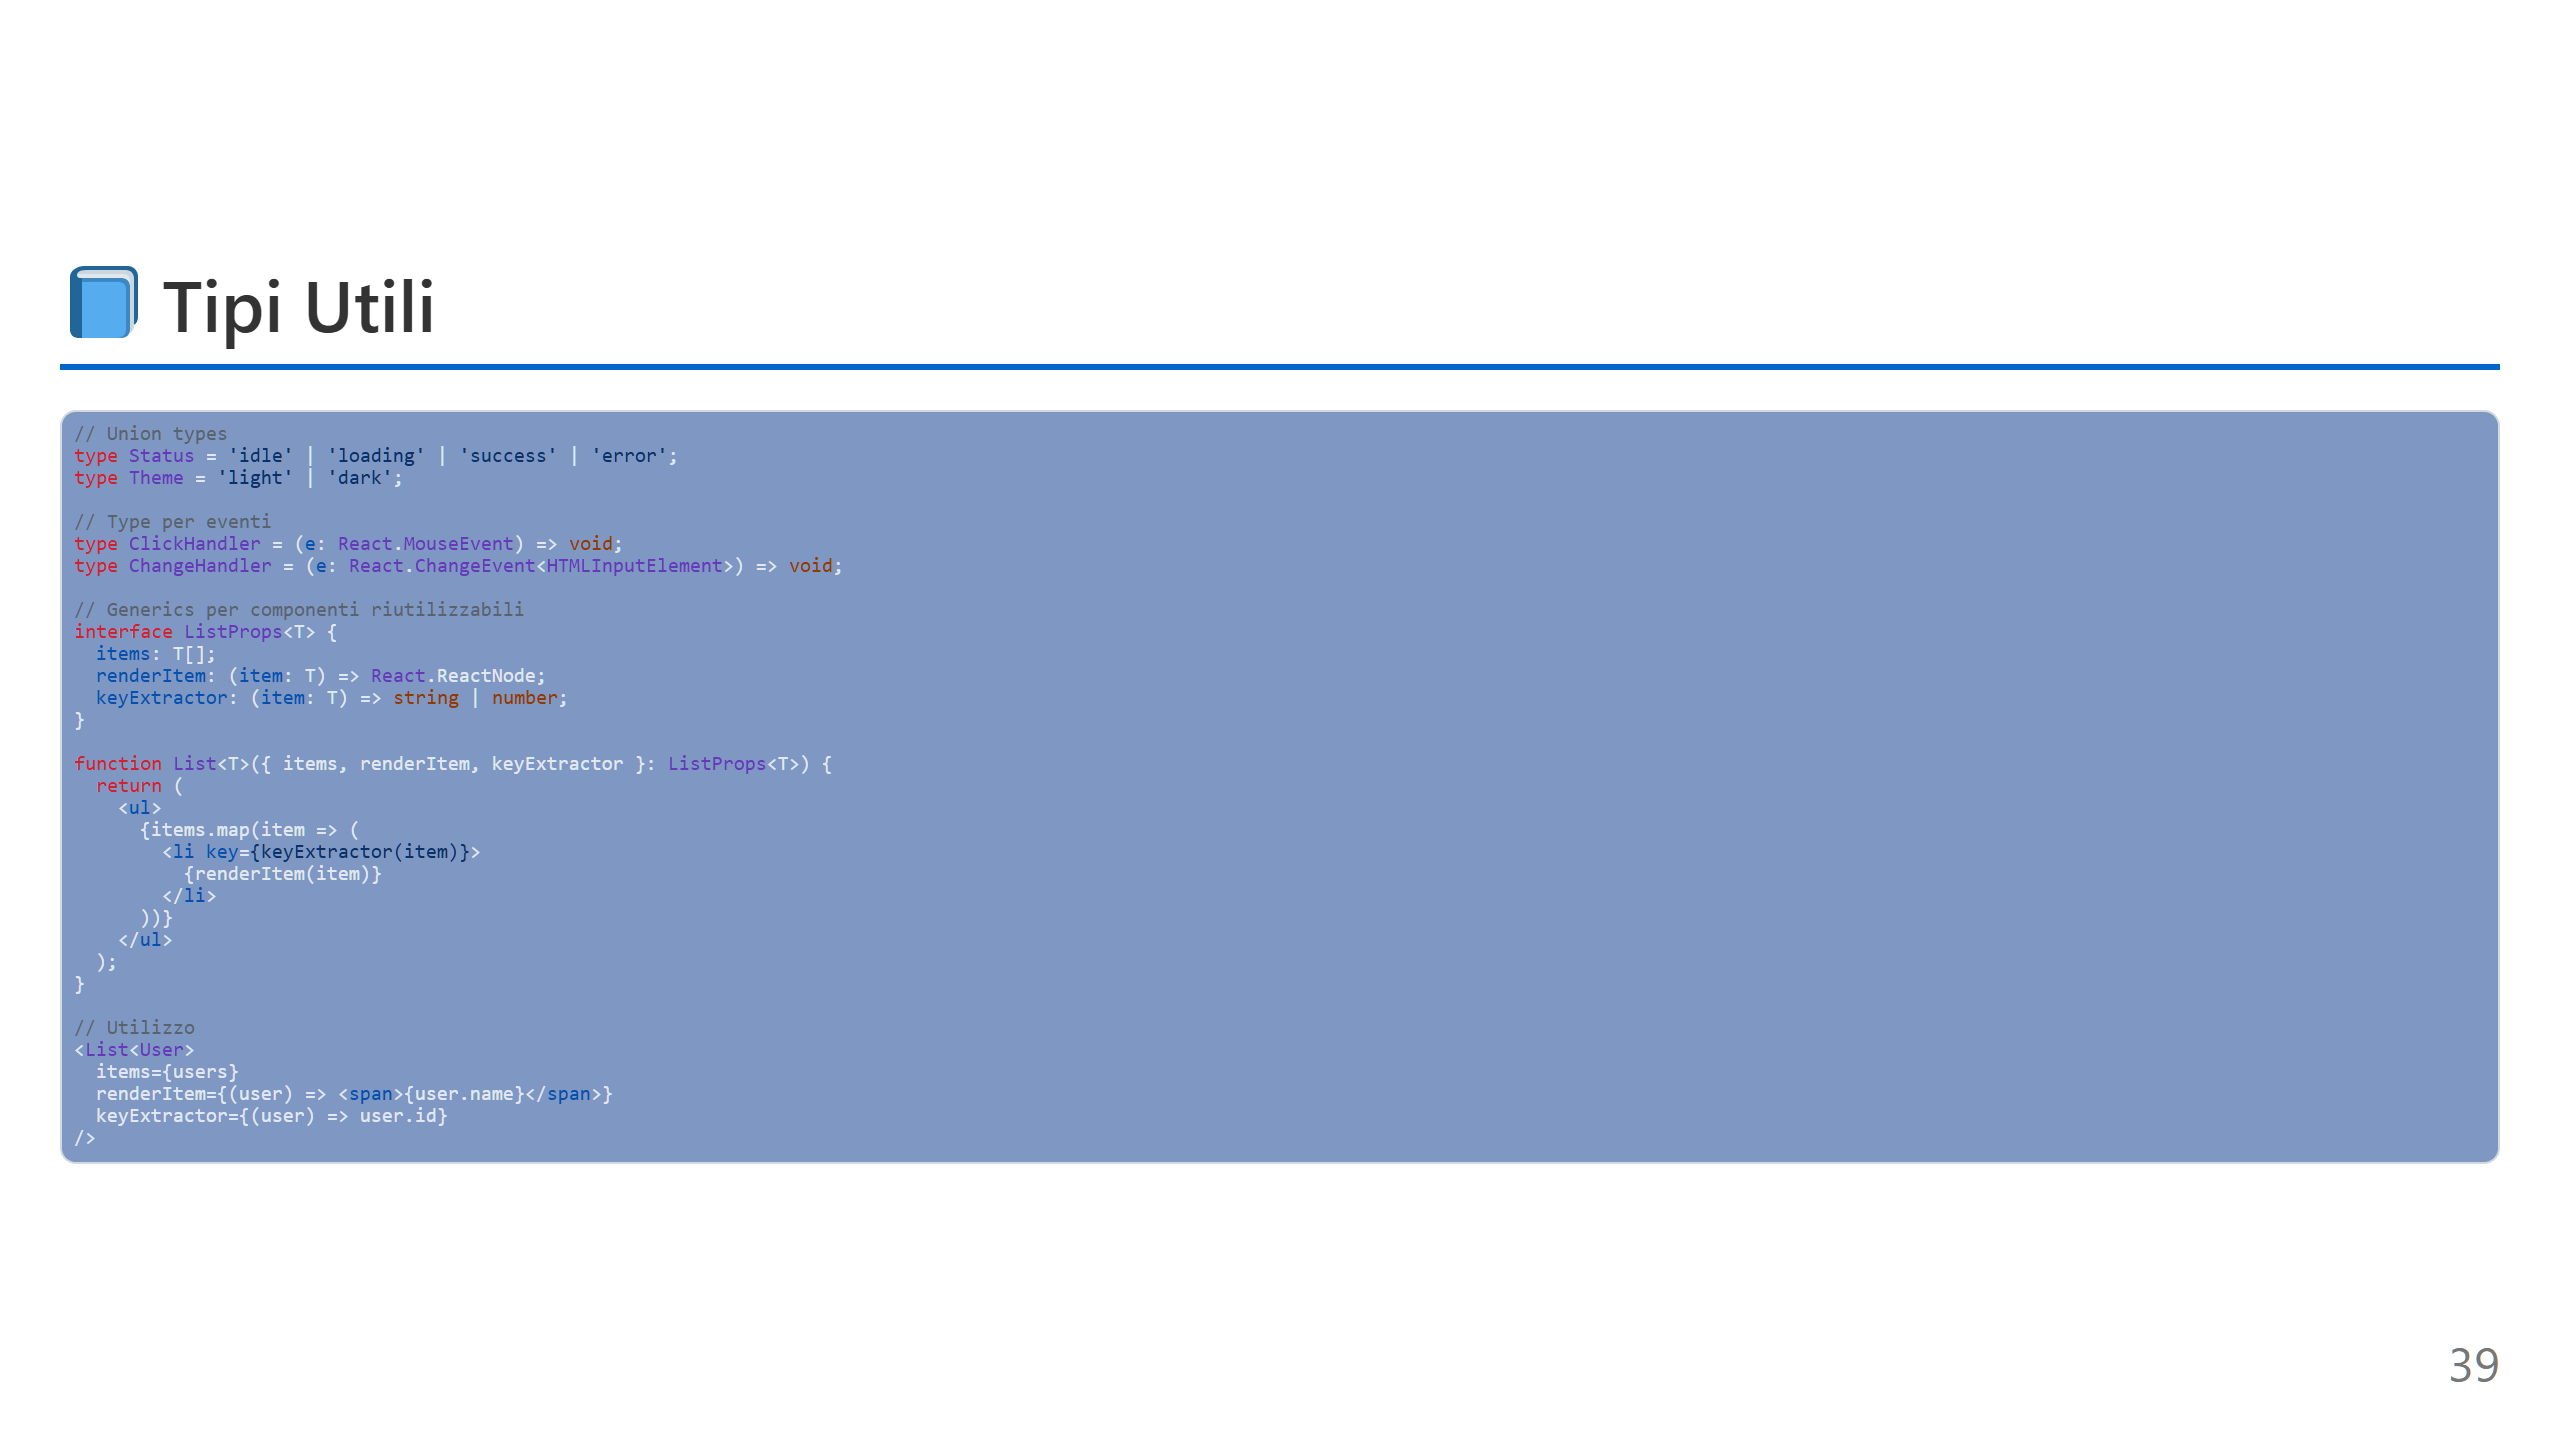 Tipi Utili
// Union types
type Status = 'idle' | 'loading' | 'success' | 'error';
type Theme = 'light' | 'dark';
// Type per eventi
type ClickHandler = (e: React.MouseEvent) => void;
type ChangeHandler = (e: React.ChangeEvent<HTMLInputElement>) => void;
// Generics per componenti riutilizzabili
interface ListProps<T> {
  items: T[];
  renderItem: (item: T) => React.ReactNode;
  keyExtractor: (item: T) => string | number;
}
function List<T>({ items, renderItem, keyExtractor }: ListProps<T>) {
  return (
    <ul>
      {items.map(item => (
        <li key={keyExtractor(item)}>
          {renderItem(item)}
        </li>
      ))}
    </ul>
  );
}
// Utilizzo
<List<User>
  items={users}
  renderItem={(user) => <span>{user.name}</span>}
  keyExtractor={(user) => user.id}
/>
39